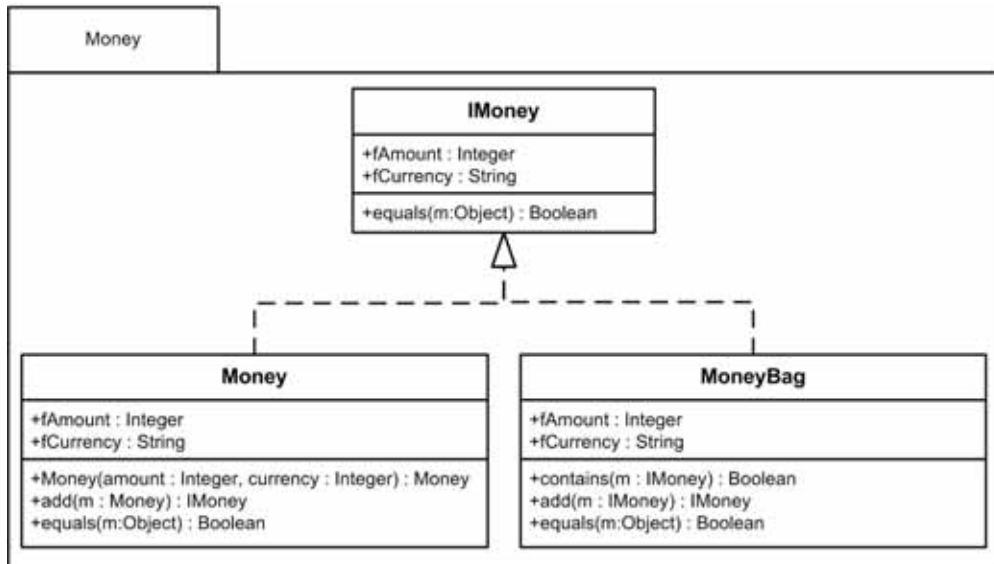 Money
IMoney
+fAmount : Integer
+fCurrency : String
+equals(m:Object) : Boolean
Money
+fAmount : Integer
+fCurrency : String
+Money(amount : Integer, currency : Integer) : Money
+add(m : Money) : IMoney
+equals(m:Object) : Boolean
MoneyBag
+fAmount : Integer
+fCurrency : String
+contains(m : IMoney) : Boolean
+add(m : IMoney) : IMoney
+equals(m:Object) : Boolean